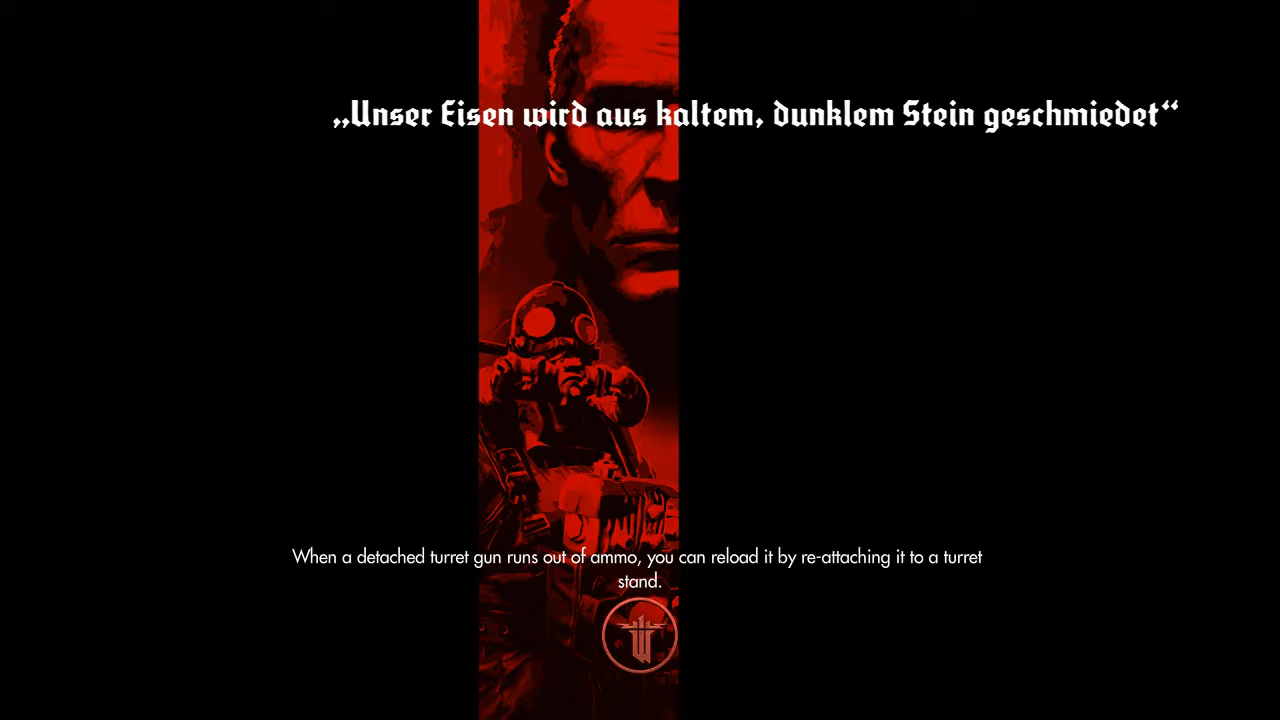 „Unser Eisen wird aus kaltem, dunklem Stein geschmiedet“
When a detached turret gun runs out of ammo, you can reload it by re-attaching it to a turret
stand.